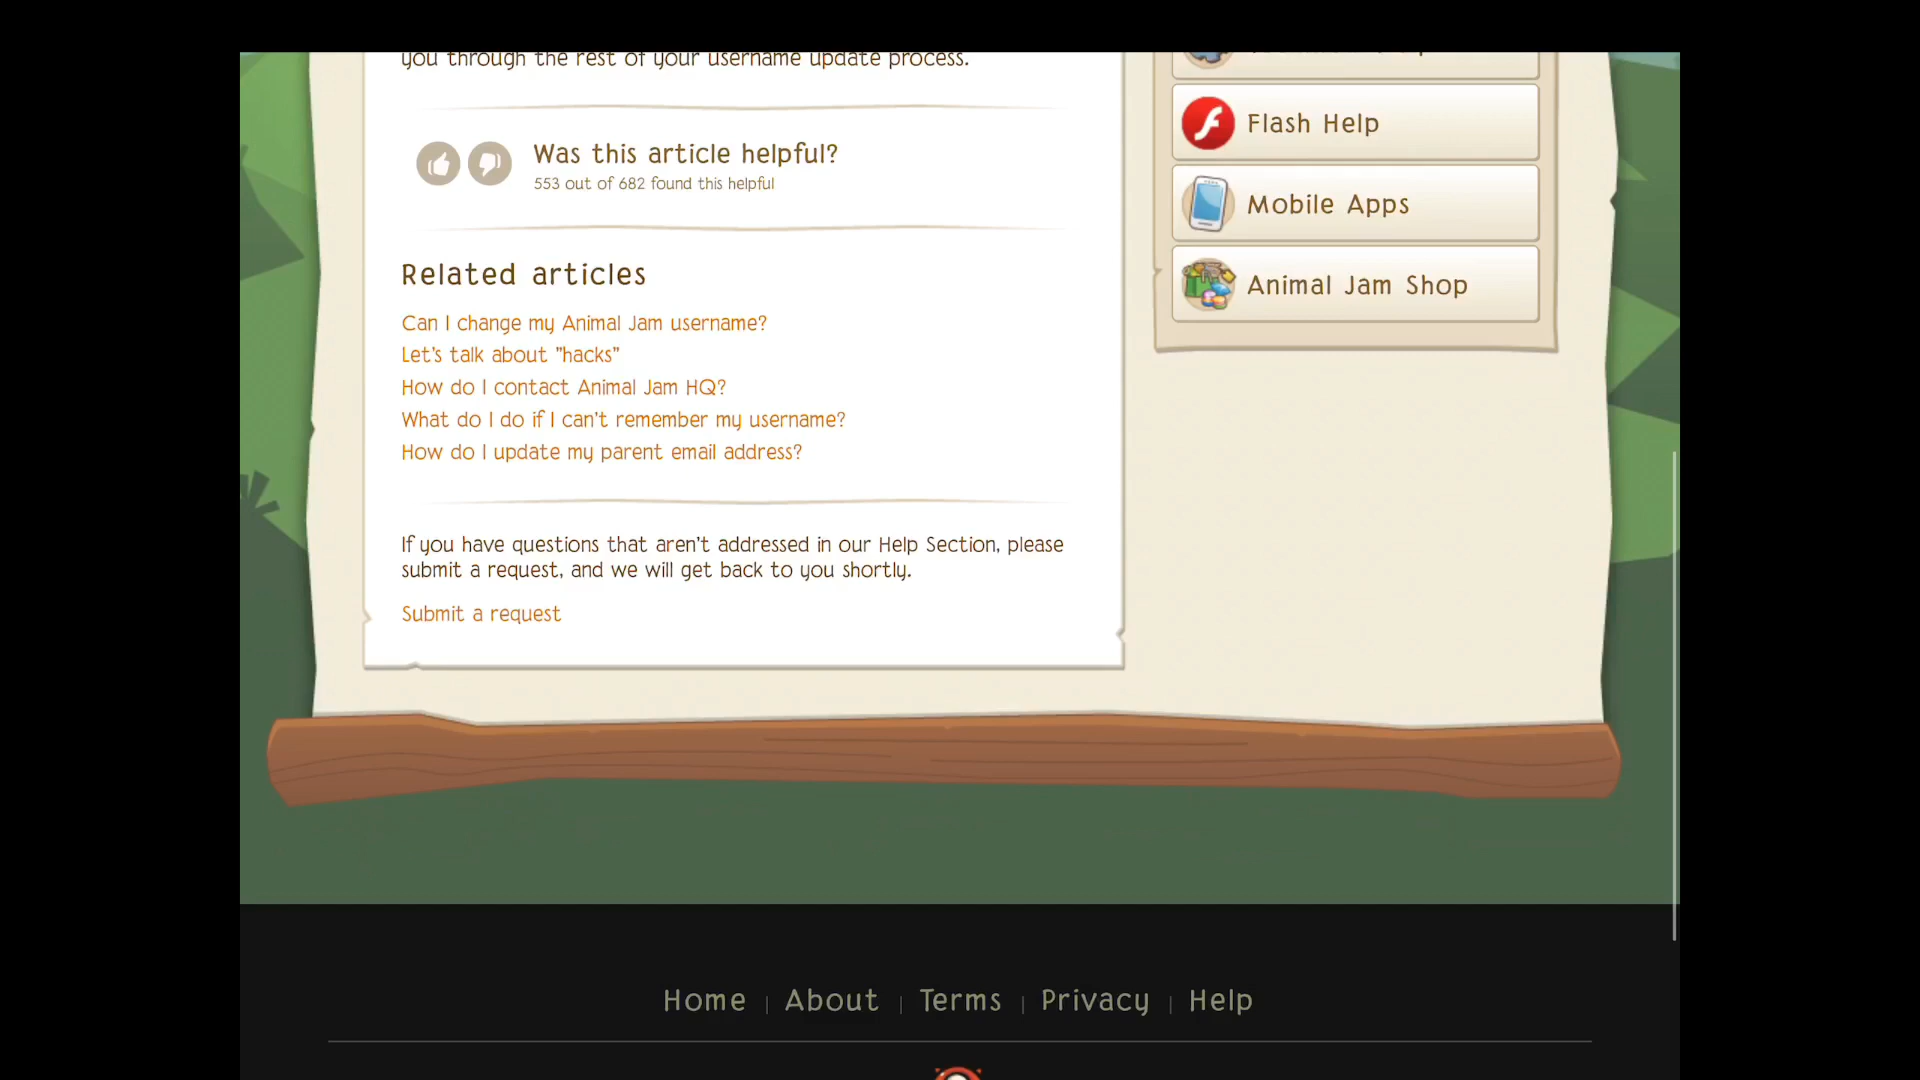 you through the rest of your username update process.
Was this article helpful?
553 out of 682 found this helpful
Related articles
Can I change my Animal Jam username?
Let's talk about "hacks"
How do I contact Animal Jam HQ?
What do I do if I can't remember my username?
How do I update my parent email address?
If you have questions that aren't addressed in our Help Section, please
submit a request, and we will get back to you shortly.
Submit a request
Flash Help
Mobile Apps
Animal Jam Shop
Home | About | Terms | Privacy | Help